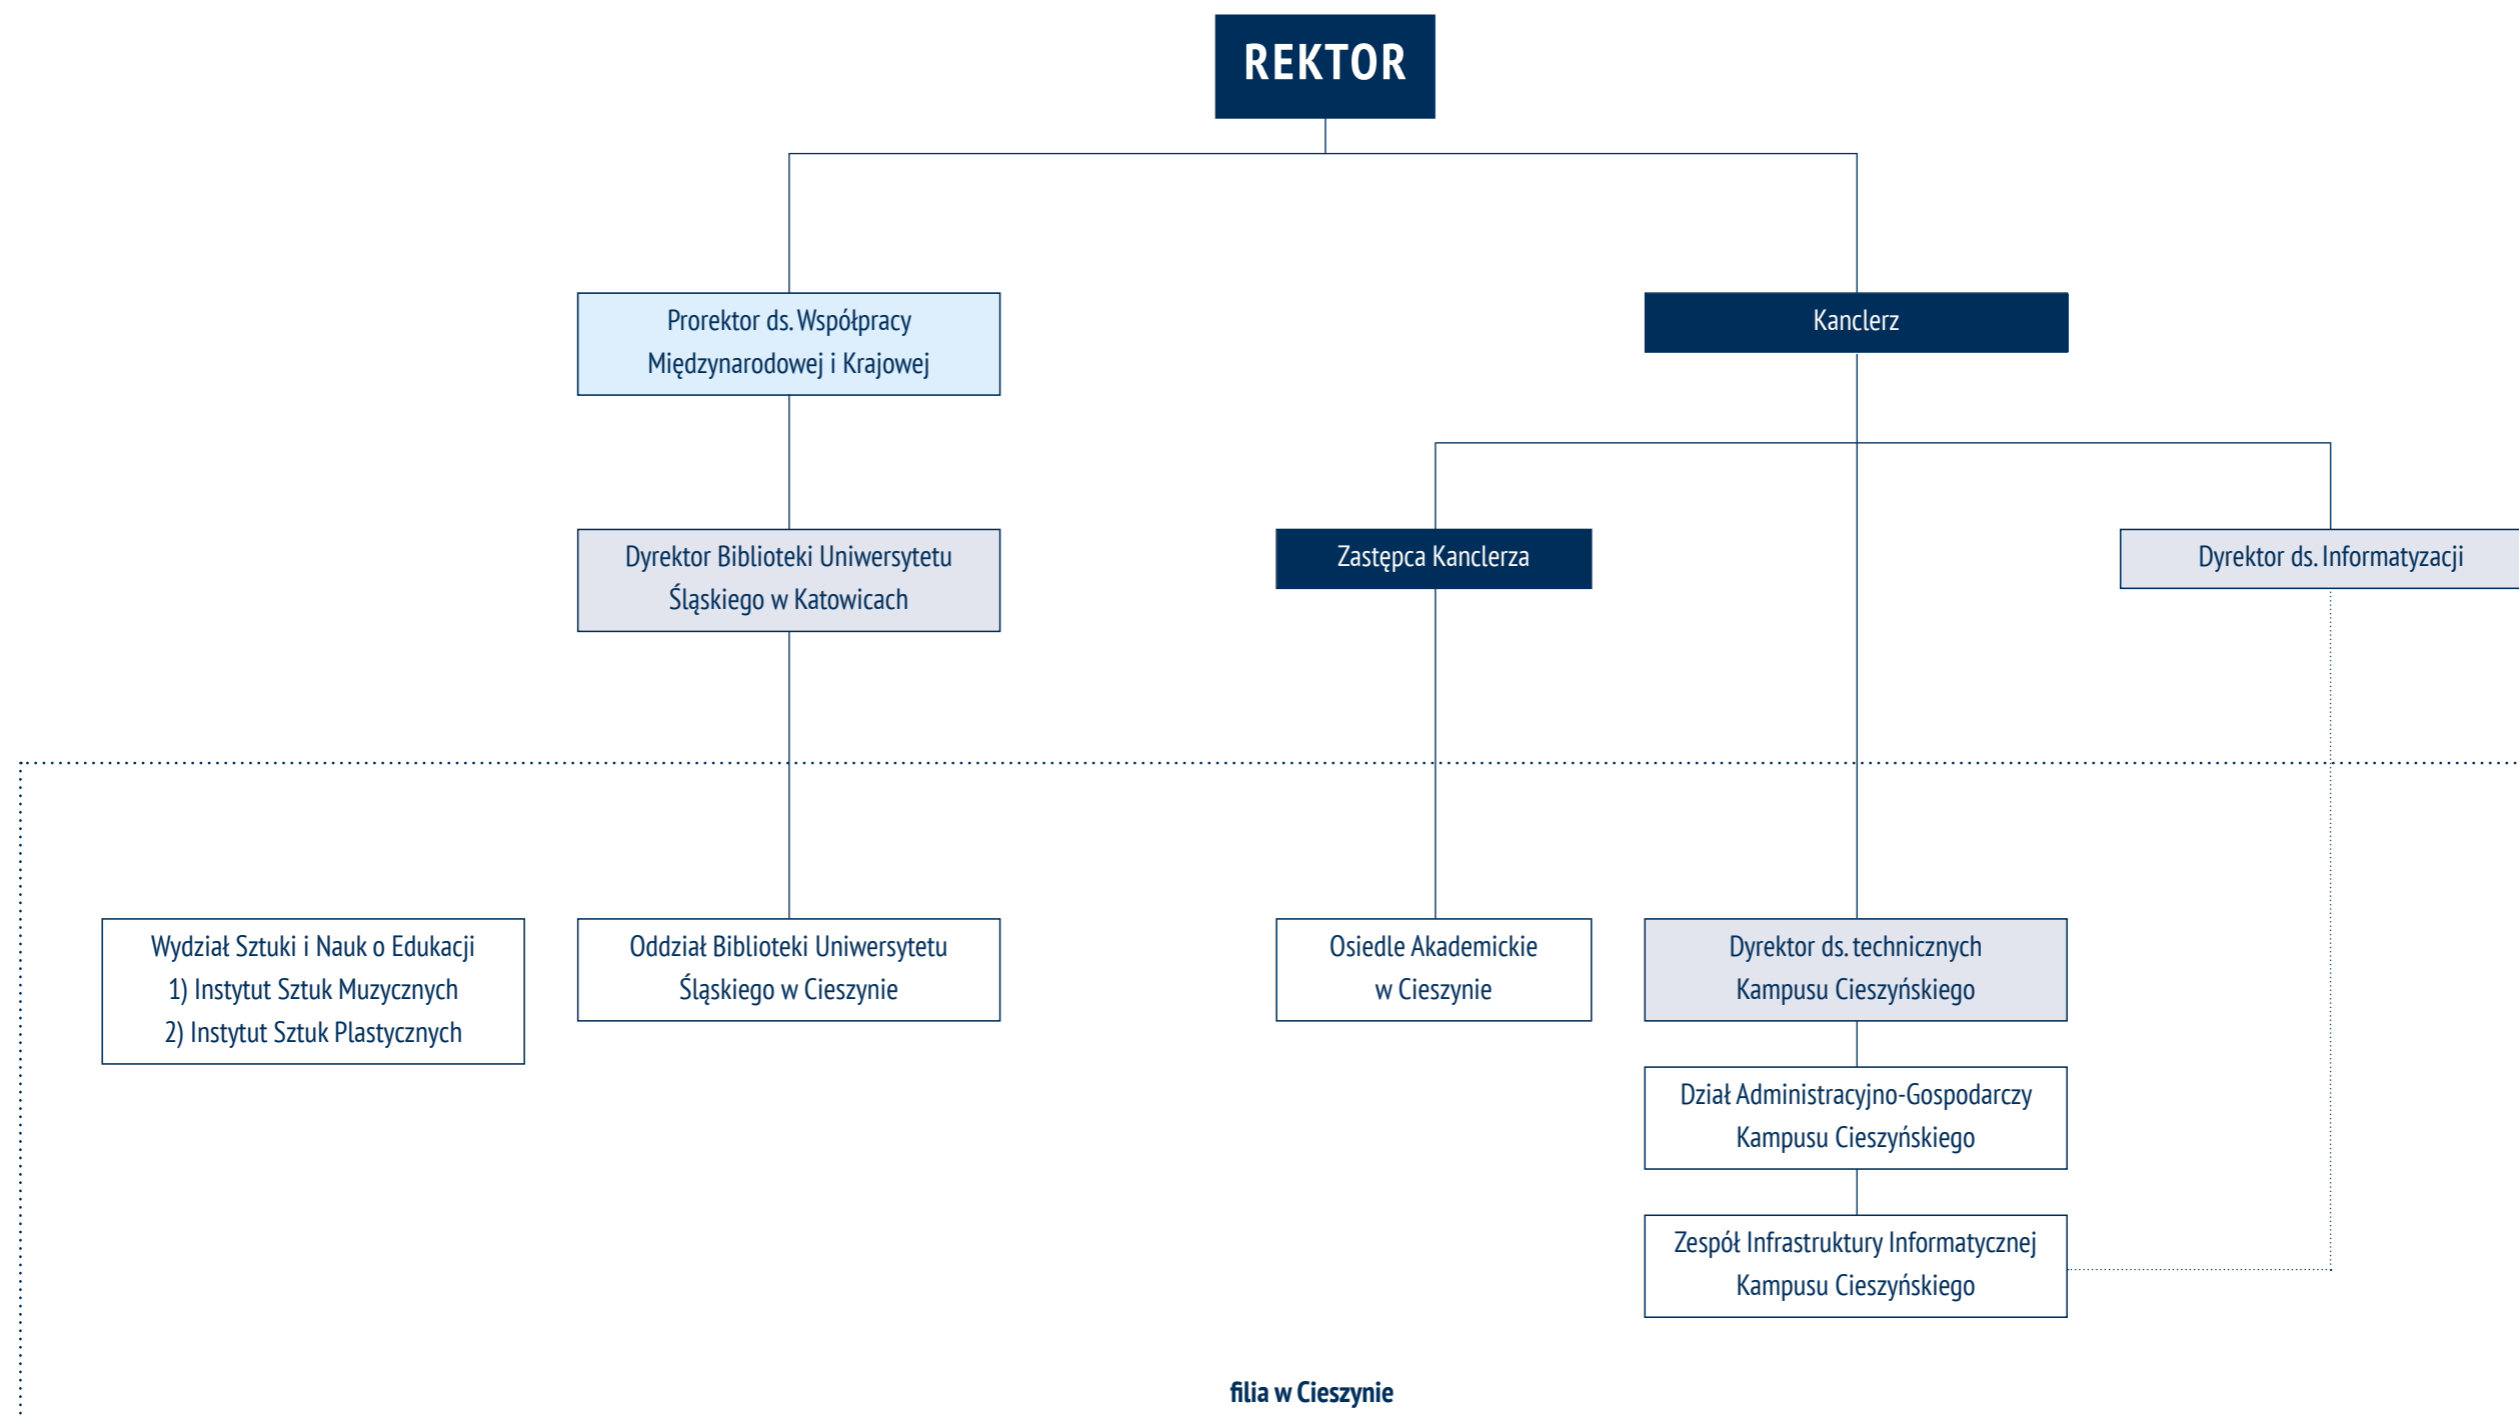 REKTOR
Prorektor ds. Współpracy
Międzynarodowej i Krajowej
Kanclerz
Dyrektor Biblioteki Uniwersytetu
Śląskiego w Katowicach
Zastępca Kanclerza
Dyrektor ds. Informatyzacji
Wydział Sztuki i Nauk o Edukacji
1) Instytut Sztuk Muzycznych
2) Instytut Sztuk Plastycznych
Oddział Biblioteki Uniwersytetu
Śląskiego w Cieszynie
Osiedle Akademickie
w Cieszynie
Dyrektor ds. technicznych
Kampusu Cieszyńskiego
Dział Administracyjno-Gospodarczy
Kampusu Cieszyńskiego
Zespół Infrastruktury Informatycznej
Kampusu Cieszyńskiego
filia w Cieszynie